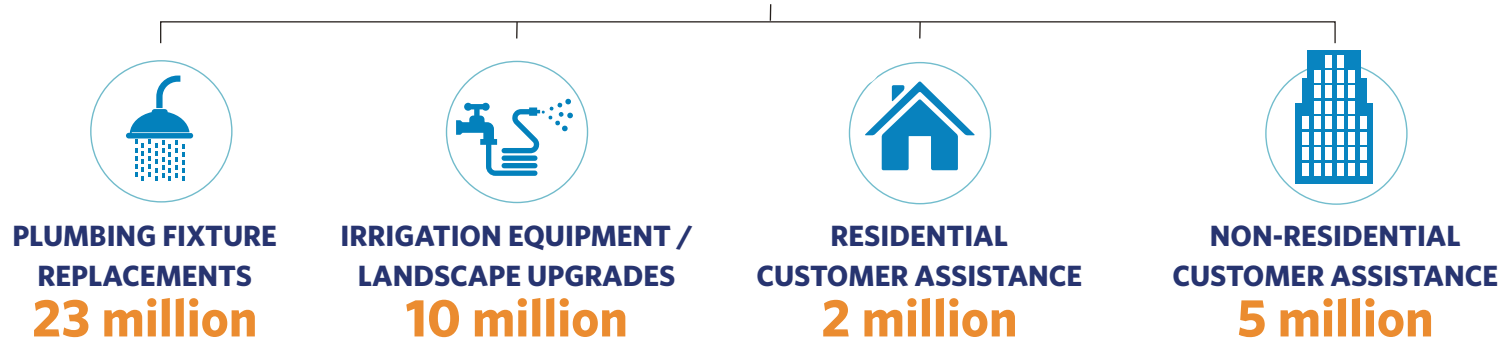 PLUMBING FIXTURE
REPLACEMENTS
23 million
IRRIGATION EQUIPMENT /
LANDSCAPE UPGRADES
10 million
RESIDENTIAL
CUSTOMER ASSISTANCE
2 million
NON-RESIDENTIAL
CUSTOMER ASSISTANCE
5 million